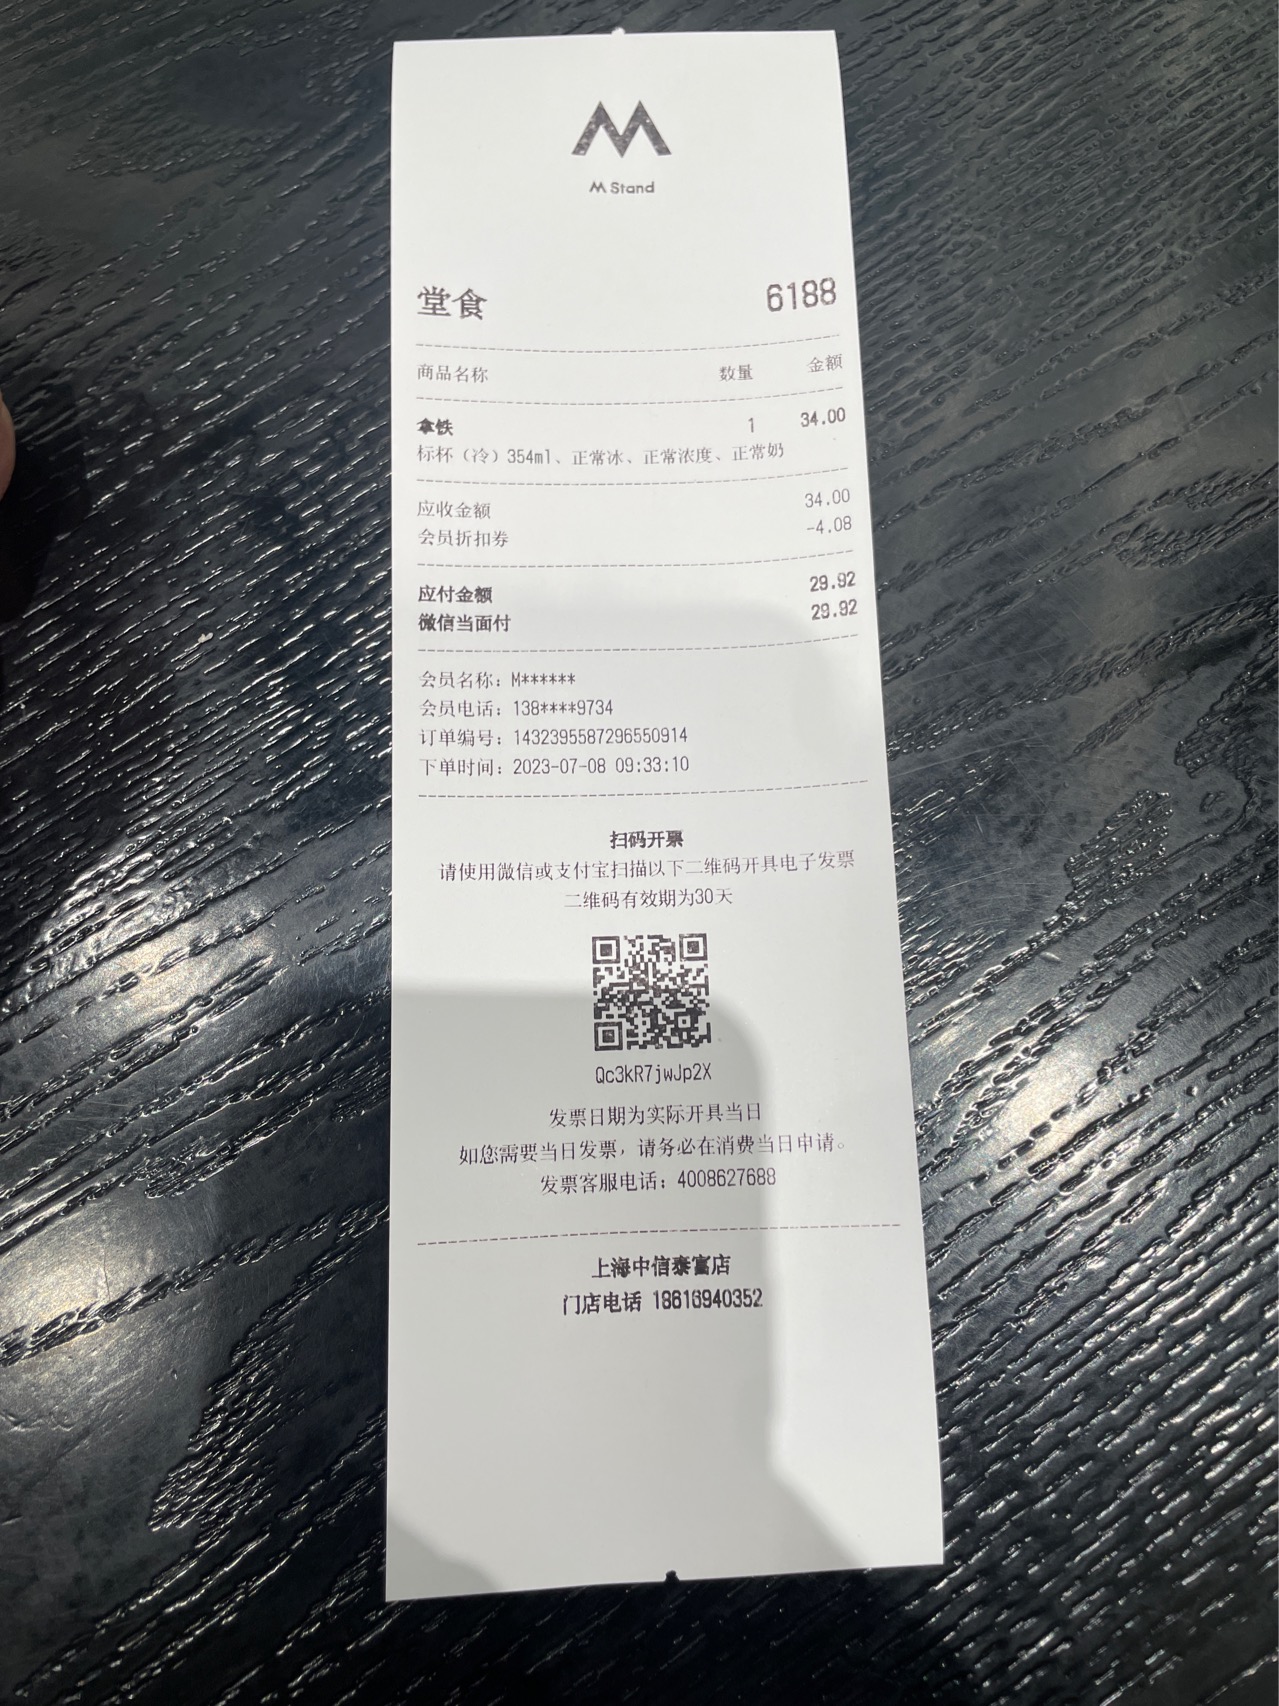 M Stand
堂食 6188
商品名称 数量 金额
拿铁 1 34.00
标杯（冷）354ml、正常冰、正常浓度、正常奶
应收金额 34.00
会员折扣券 -4.08
应付金额 29.92
微信当面付 29.92
会员名称：M******
会员电话：138****9734
订单编号：1432395587296550914
下单时间：2023-07-08 09:33:10
扫码开票
请使用微信或支付宝扫描以下二维码开具电子发票
二维码有效期为30天
Qc3kR7jwJp2X
发票日期为实际开具当日
如您需要当日发票，请务必在消费当日申请。
发票客服电话：4008627688
上海中信泰富店
门店电话 18616940352